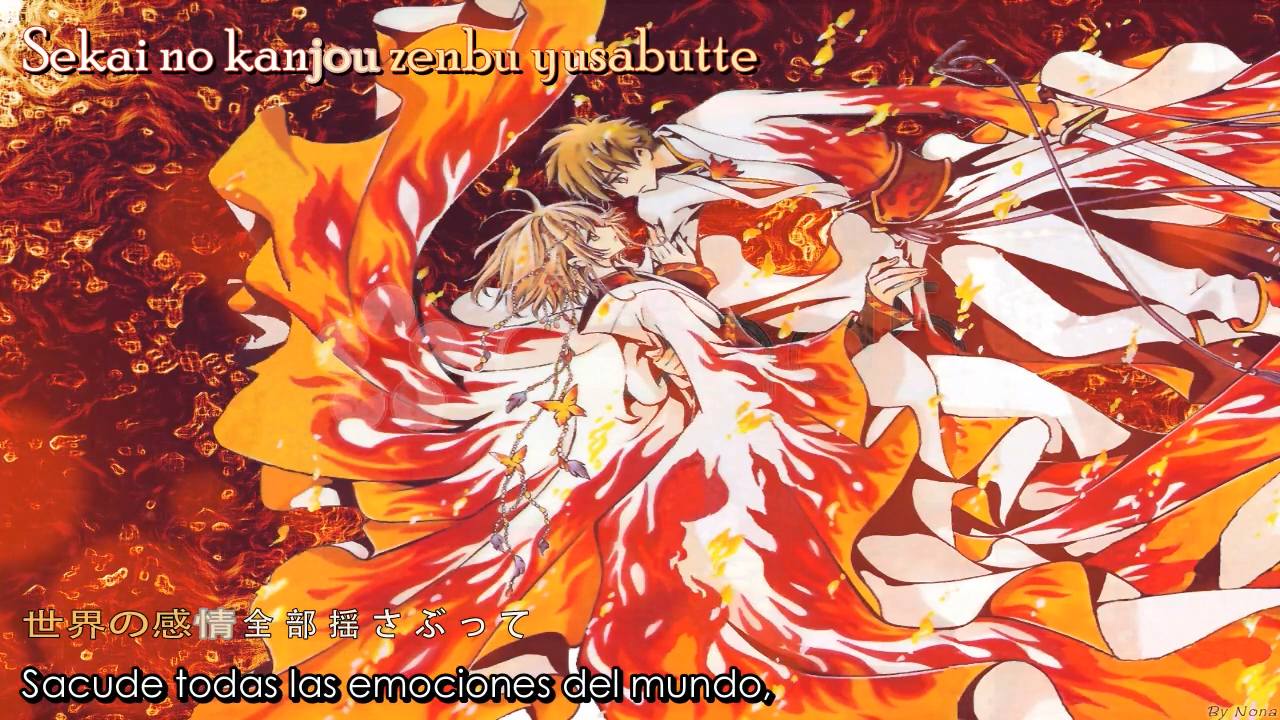 Sekai no kanjou zenbu yusabutte
世界の感情全部揺さぶって
Sacude todas las emociones del mundo,
By Nona